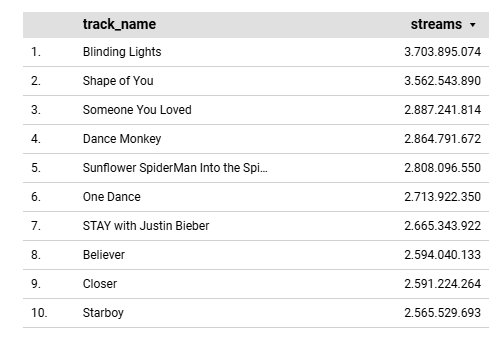 track_name streams
1. Blinding Lights 3.703.895.074
2. Shape of You 3.562.543.890
3. Someone You Loved 2.887.241.814
4. Dance Monkey 2.864.791.672
5. Sunflower SpiderMan Into the Spi... 2.808.096.550
6. One Dance 2.713.922.350
7. STAY with Justin Bieber 2.665.343.922
8. Believer 2.594.040.133
9. Closer 2.591.224.264
10. Starboy 2.565.529.693